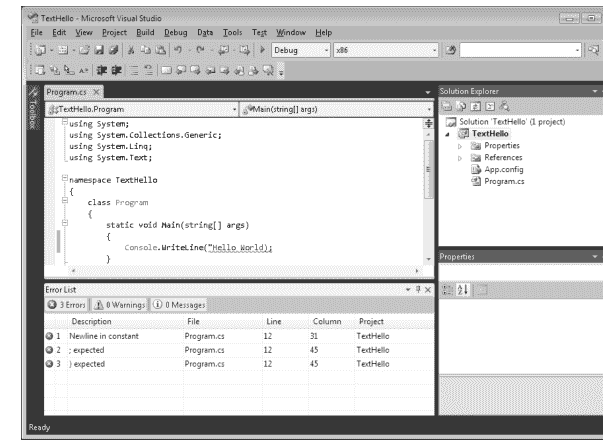 TextHello - Microsoft Visual Studio
File Edit View Project Build Debug Data Tools Test Window Help
Debug x86
Toolbox
Program.cs ×
TextHello.Program Main(string[] args)
using System;
using System.Collections.Generic;
using System.Linq;
using System.Text;
namespace TextHello
{
class Program
{
static void Main(string[] args)
{
Console.WriteLine("Hello World);
}
Error List
3 Errors 0 Warnings 0 Messages
Description File Line Column Project
1 Newline in constant Program.cs 12 31 TextHello
2 ; expected Program.cs 12 45 TextHello
3 ) expected Program.cs 12 45 TextHello
Solution Explorer
Solution 'TextHello' (1 project)
TextHello
Properties
References
App.config
Program.cs
Properties
Ready